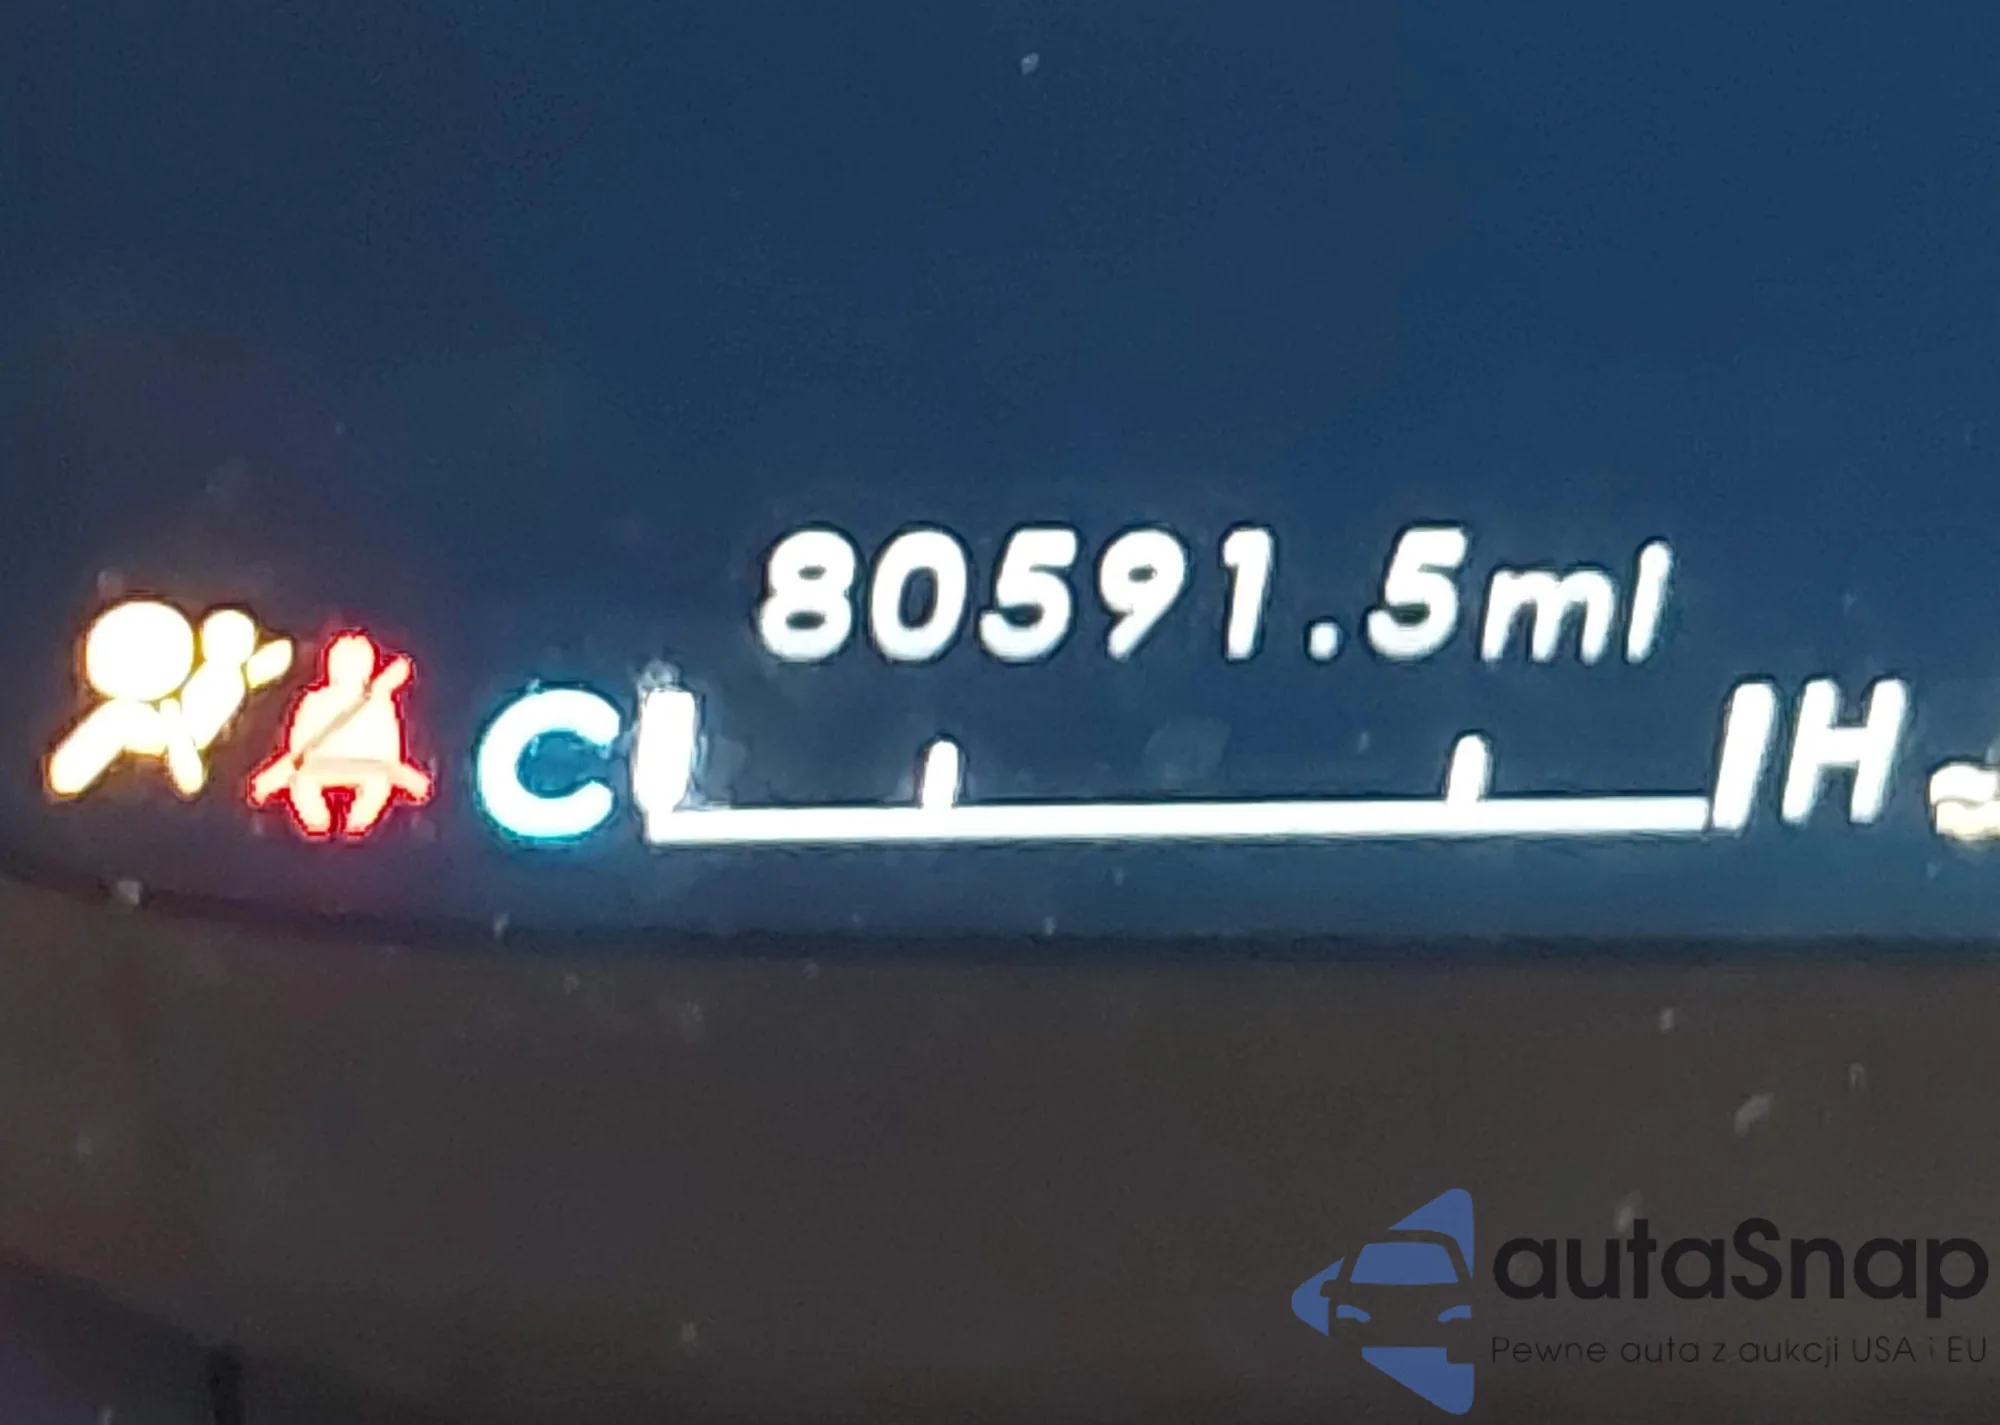 80591.5mi
C H
autaSnap
Pewne auta z aukcji USA i EU